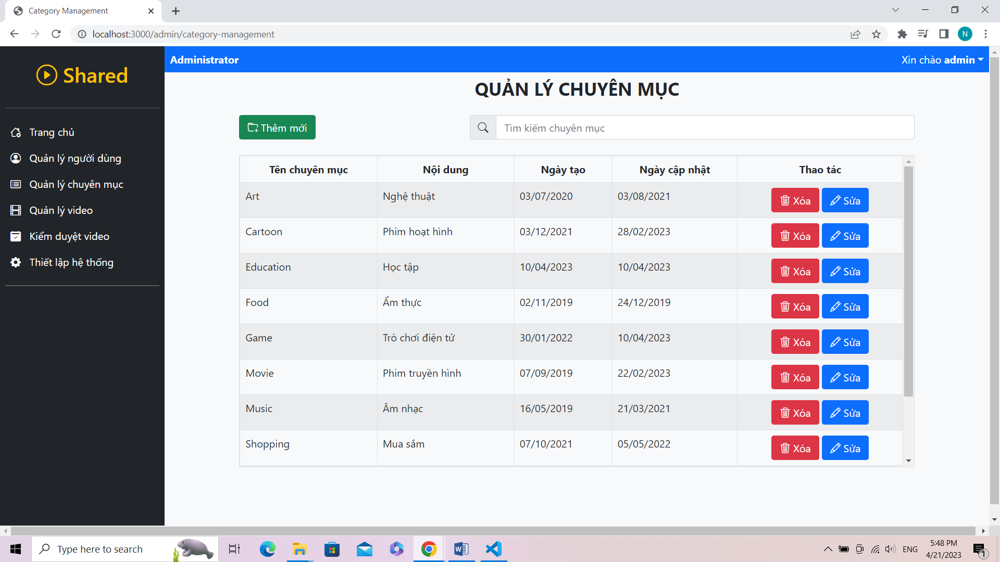 Category Management
localhost:3000/admin/category-management
N
Shared
Administrator
Xin chào admin
QUẢN LÝ CHUYÊN MỤC
Trang chủ
Quản lý người dùng
Quản lý chuyên mục
Quản lý video
Kiểm duyệt video
Thiết lập hệ thống
Thêm mới
Tìm kiếm chuyên mục
Tên chuyên mục Nội dung Ngày tạo Ngày cập nhật Thao tác
Art Nghệ thuật 03/07/2020 03/08/2021 Xóa Sửa
Cartoon Phim hoạt hình 03/12/2021 28/02/2023 Xóa Sửa
Education Học tập 10/04/2023 10/04/2023 Xóa Sửa
Food Ẩm thực 02/11/2019 24/12/2019 Xóa Sửa
Game Trò chơi điện tử 30/01/2022 10/04/2023 Xóa Sửa
Movie Phim truyền hình 07/09/2019 22/02/2023 Xóa Sửa
Music Âm nhạc 16/05/2019 21/03/2021 Xóa Sửa
Shopping Mua sắm 07/10/2021 05/05/2022 Xóa Sửa
Type here to search
ENG
5:48 PM
4/21/2023
1